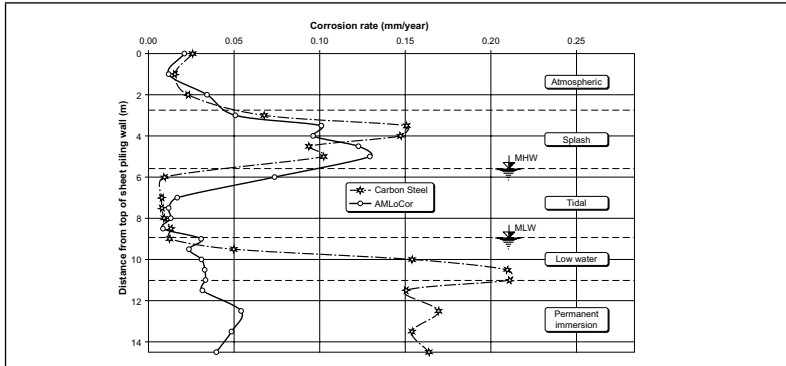 Corrosion rate (mm/year)
0.00 0.05 0.10 0.15 0.20 0.25
Distance from top of sheet piling wall (m)
0
2
4
6
8
10
12
14
Atmospheric
Splash
MHW
Carbon Steel
AMLoCor
Tidal
MLW
Low water
Permanent
immersion